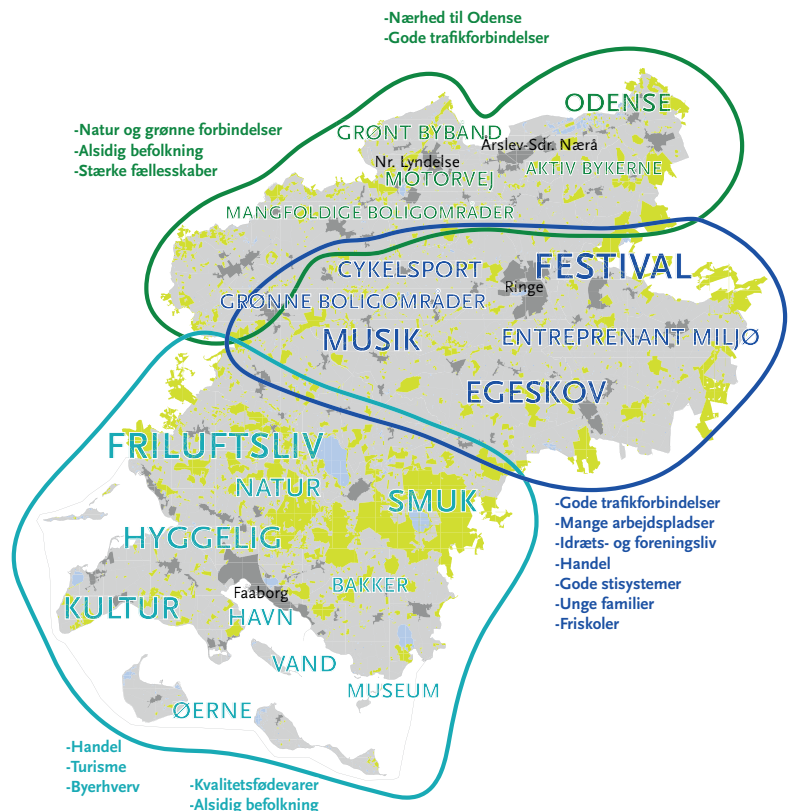 -Nærhed til Odense
-Gode trafikforbindelser
ODENSE
-Natur og grønne forbindelser
-Alsidig befolkning
-Stærke fællesskaber
GRØNT BYBÅND
Årslev-Sdr. Nærå
Nr. Lyndelse
AKTIV BYKERNE
MOTORVEJ
MANGFOLDIGE BOLIGOMRÅDER
CYKELSPORT
FESTIVAL
Ringe
GRØNNE BOLIGOMRÅDER
MUSIK
ENTREPRENANT MILJØ
EGESKOV
FRILUFTSLIV
NATUR
SMUK
-Gode trafikforbindelser
-Mange arbejdspladser
-Idræts- og foreningsliv
-Handel
-Gode stisystemer
-Unge familier
-Friskoler
HYGGELIG
BAKKER
Faaborg
KULTUR
HAVN
VAND
MUSEUM
ØERNE
-Handel
-Turisme
-Byerhverv
-Kvalitetsfødevarer
-Alsidig befolkning